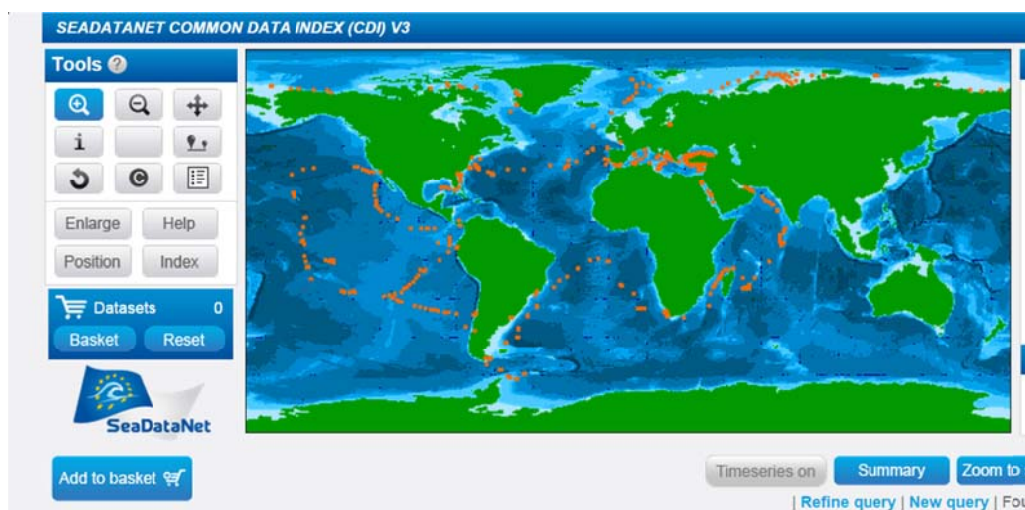 SEADATANET COMMON DATA INDEX (CDI) V3
Tools ?
i
C
Enlarge Help
Position Index
Datasets 0
Basket Reset
SeaDataNet
Add to basket
Timeseries on Summary Zoom to
| Refine query | New query | Fou